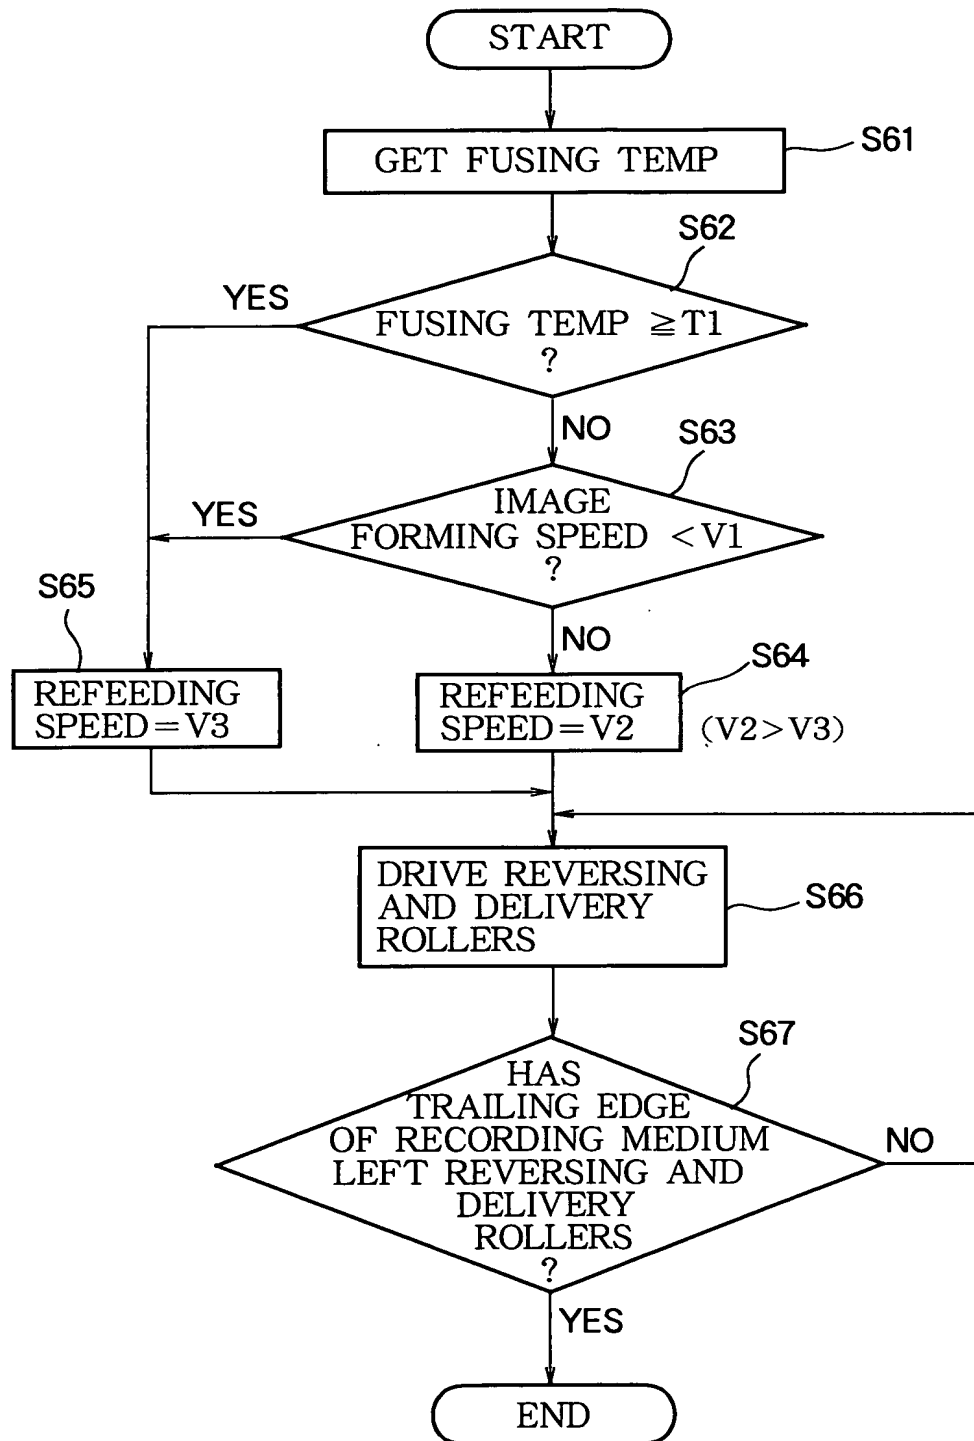 START
GET FUSING TEMP
S61
S62
YES
FUSING TEMP ≧T1
?
NO
S63
YES
IMAGE
FORMING SPEED <V1
?
S65
NO
S64
REFEEDING
SPEED=V3
REFEEDING
SPEED=V2
(V2>V3)
DRIVE REVERSING
AND DELIVERY
ROLLERS
S66
S67
HAS
TRAILING EDGE
OF RECORDING MEDIUM
LEFT REVERSING AND
DELIVERY
ROLLERS
?
NO
YES
END